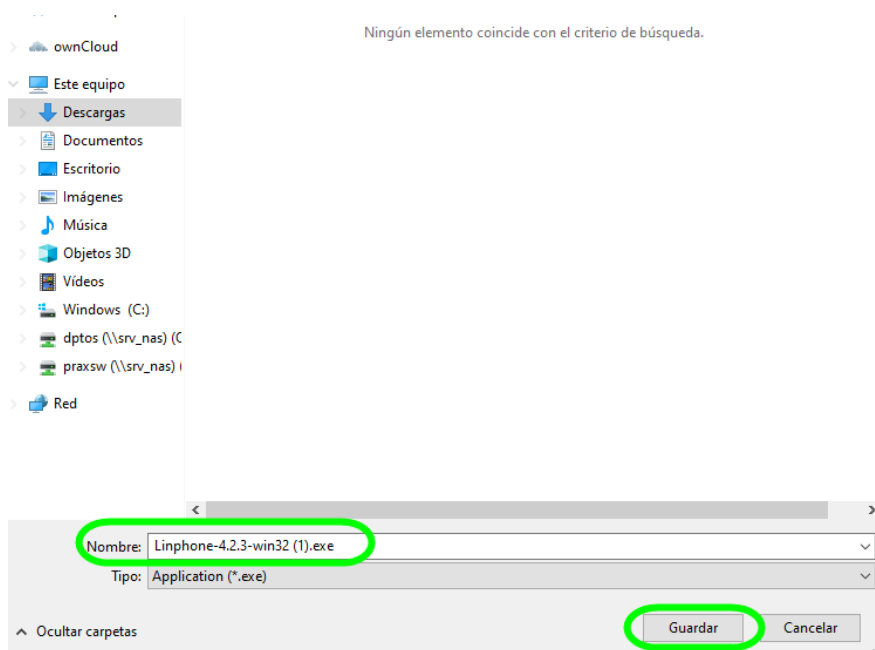 Ningún elemento coincide con el criterio de búsqueda.
ownCloud
Este equipo
Descargas
Documentos
Escritorio
Imágenes
Música
Objetos 3D
Vídeos
Windows (C:)
dptos (\\srv_nas) (
praxsw (\\srv_nas) (
Red
Nombre: Linphone-4.2.3-win32 (1).exe
Tipo: Application (*.exe)
Ocultar carpetas
Guardar
Cancelar